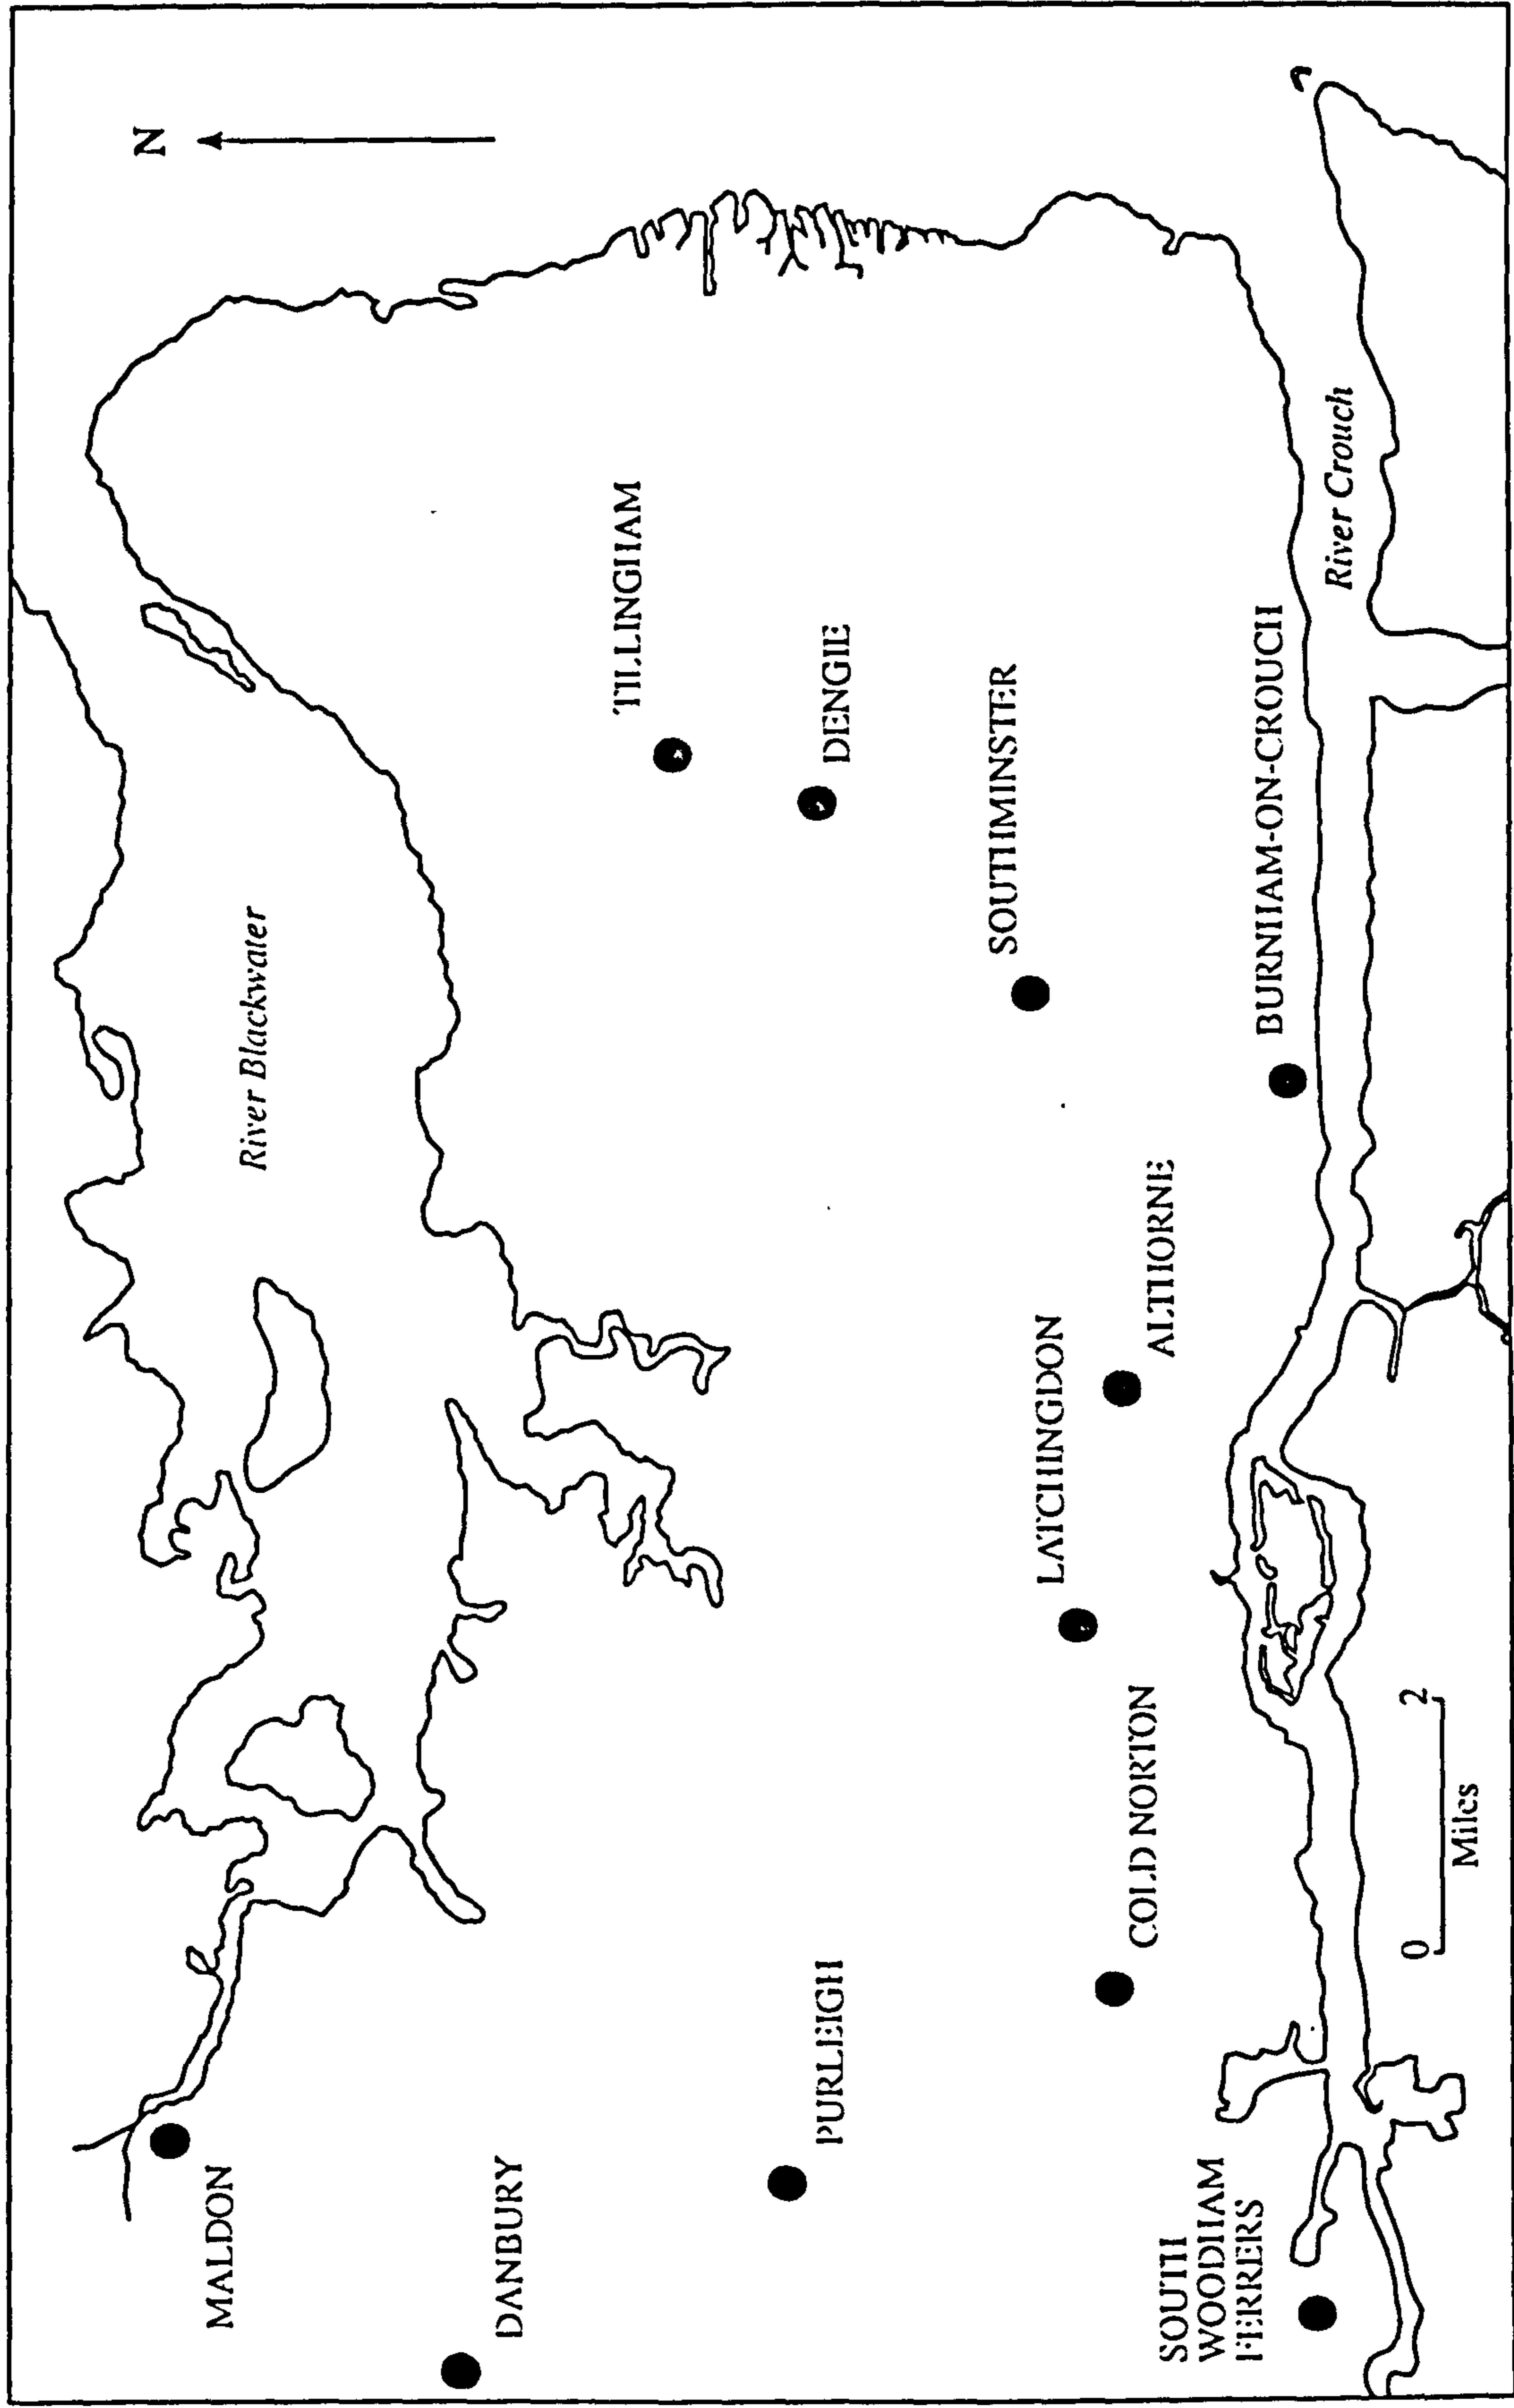 N
River Blackwater
MALDON
DANBURY
TILLINGHAM
DENGIE
PURLEIGH
SOUTHMINSTER
LATCHINGDON
ALTHORNE
COLD NORTON
BURNHAM-ON-CROUCH
SOUTH
WOODHAM
FERRERS
River Crouch
0 2
Miles